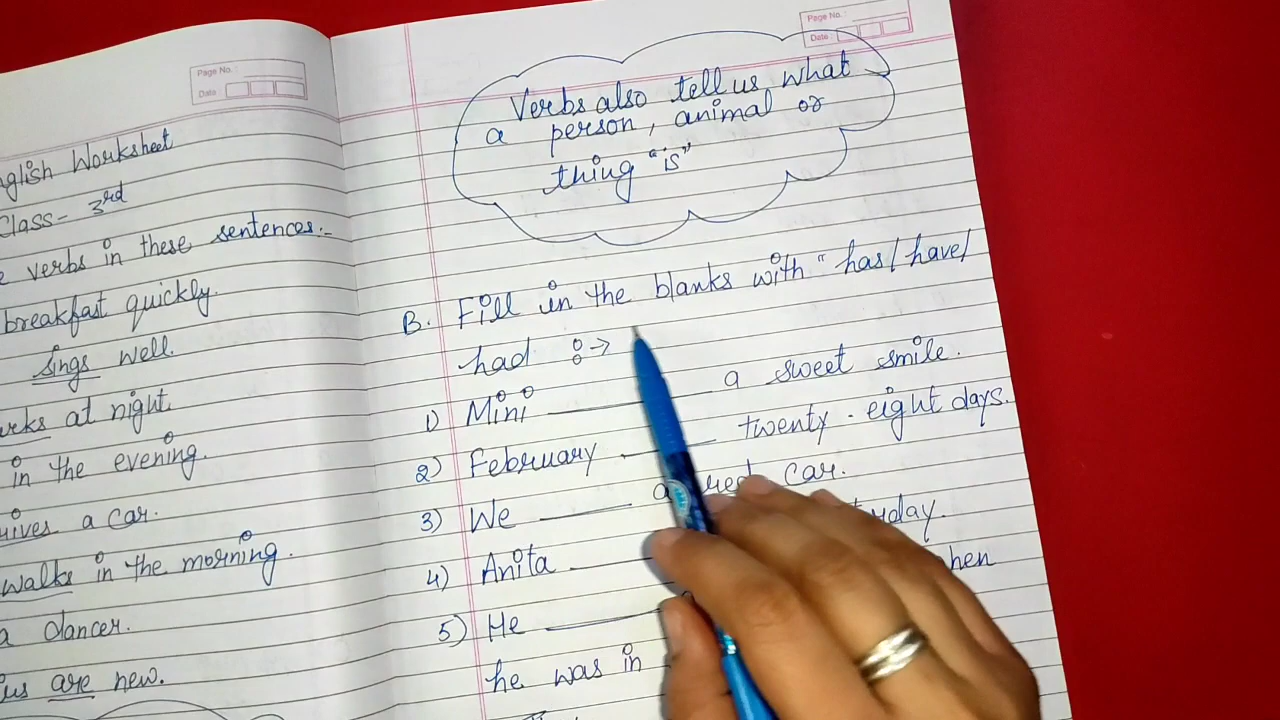 Page No.
Date
English Worksheet
Class- 3rd
verbs in these sentences:-
breakfast quickly.
sings well.
at night.
in the evening.
a car.
walks in the morning.
a dancer.
are new.
Page No.:
Date:
Verbs also tell us what
a person, animal or
thing "is"
B. Fill in the blanks with "has/have/
had :→
1) Mini ______ a sweet smile.
2) February ______ twenty-eight days.
3) We ______ a red car.
4) Anita ______
5) He ______
he was in